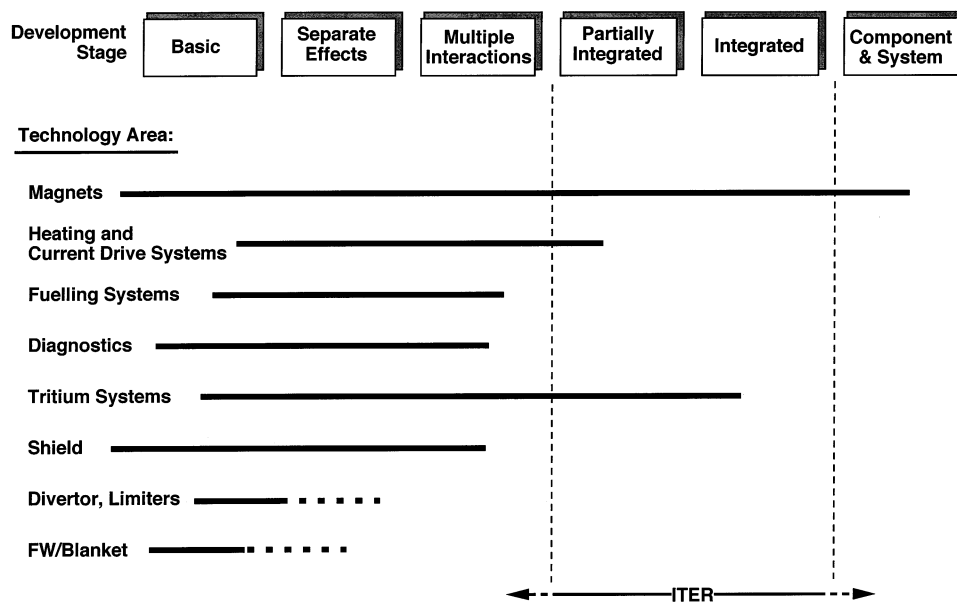 Development
Stage
Basic
Separate
Effects
Multiple
Interactions
Partially
Integrated
Integrated
Component
& System
Technology Area:
Magnets
Heating and
Current Drive Systems
Fuelling Systems
Diagnostics
Tritium Systems
Shield
Divertor, Limiters
FW/Blanket
ITER